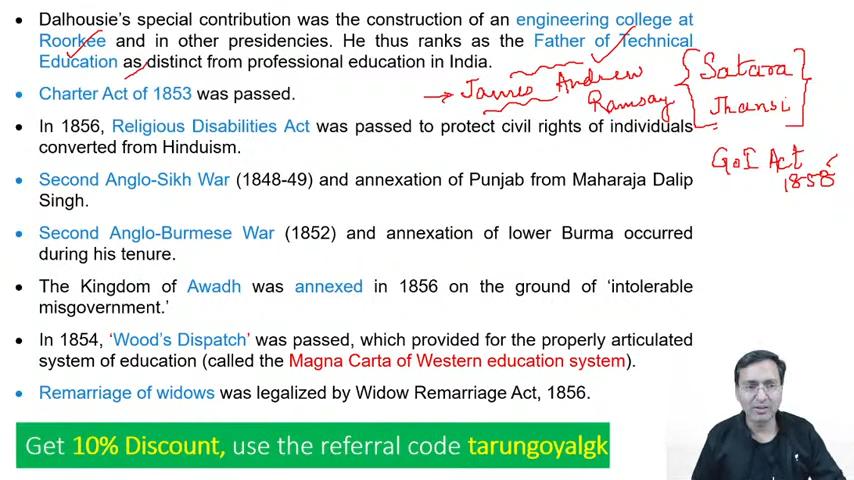 • Dalhousie's special contribution was the construction of an engineering college at
Roorkee and in other presidencies. He thus ranks as the Father of Technical
Education as distinct from professional education in India.
→ James Andrew
Ramsay
Satara
Jhansi
• Charter Act of 1853 was passed.
• In 1856, Religious Disabilities Act was passed to protect civil rights of individuals
converted from Hinduism.
GoI Act
1858
• Second Anglo-Sikh War (1848-49) and annexation of Punjab from Maharaja Dalip
Singh.
• Second Anglo-Burmese War (1852) and annexation of lower Burma occurred
during his tenure.
• The Kingdom of Awadh was annexed in 1856 on the ground of 'intolerable
misgovernment.'
• In 1854, 'Wood's Dispatch' was passed, which provided for the properly articulated
system of education (called the Magna Carta of Western education system).
• Remarriage of widows was legalized by Widow Remarriage Act, 1856.
Get 10% Discount, use the referral code tarungoyalgk